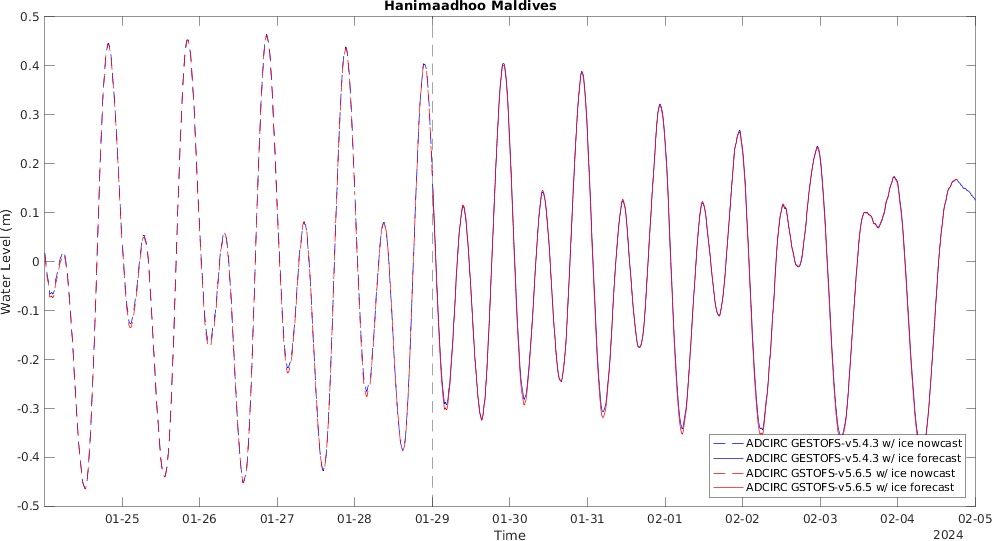 Hanimaadhoo Maldives
0.5
0.4
0.3
0.2
0.1
0
-0.1
-0.2
-0.3
-0.4
-0.5
Water Level (m)
ADCIRC GESTOFS-v5.4.3 w/ ice nowcast
ADCIRC GESTOFS-v5.4.3 w/ ice forecast
ADCIRC GSTOFS-v5.6.5 w/ ice nowcast
ADCIRC GSTOFS-v5.6.5 w/ ice forecast
01-25 01-26 01-27 01-28 01-29 01-30 01-31 02-01 02-02 02-03 02-04 02-05
Time
2024